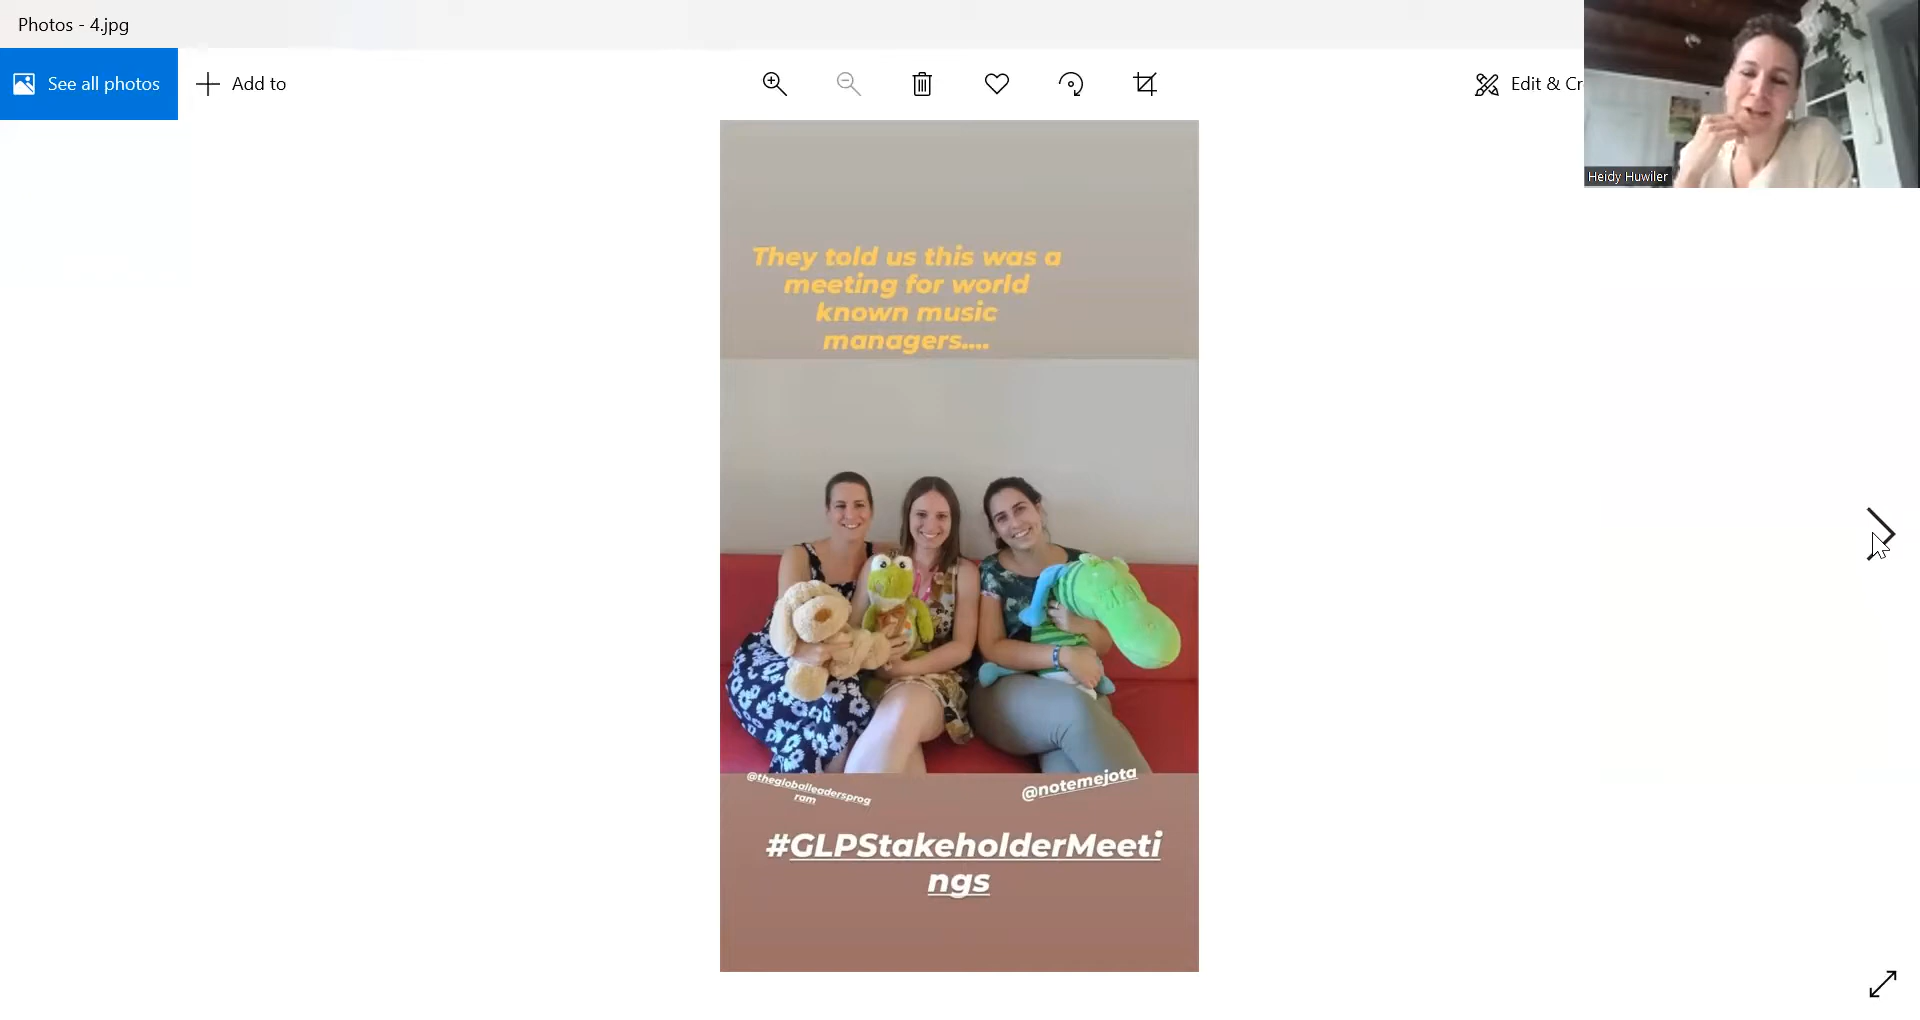 Photos - 4.jpg
See all photos
Add to
Edit & Cr
Heidy Huwiler
They told us this was a
meeting for world
known music
managers....
@thegloballeadersprog
ram
@notemejota
#GLPStakeholderMeeti
ngs